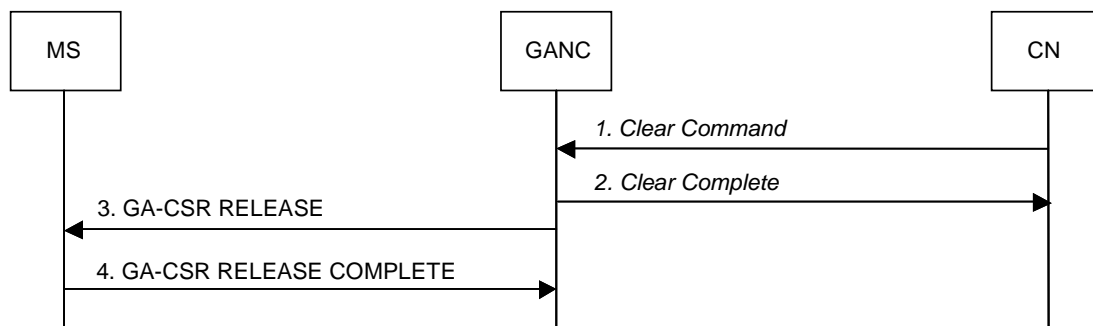 MS
GANC
CN
1. Clear Command
2. Clear Complete
3. GA-CSR RELEASE
4. GA-CSR RELEASE COMPLETE